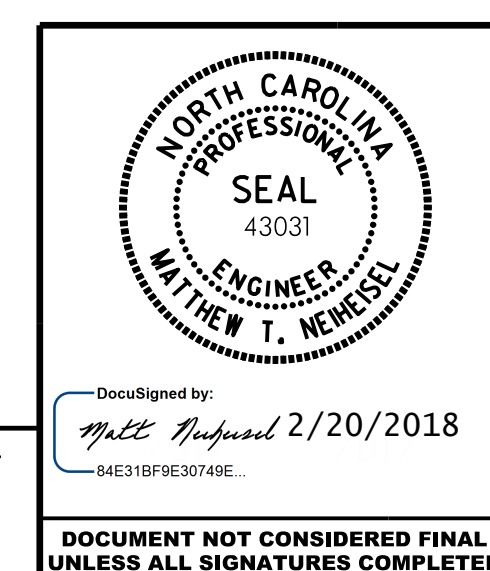 NORTH CAROLINA
PROFESSIONAL
SEAL
43031
ENGINEER
MATTHEW T. NEIHEISEL
DocuSigned by:
Matt Neiheisel 2/20/2018
84E31BF9E30749E...
DOCUMENT NOT CONSIDERED FINAL
UNLESS ALL SIGNATURES COMPLETED